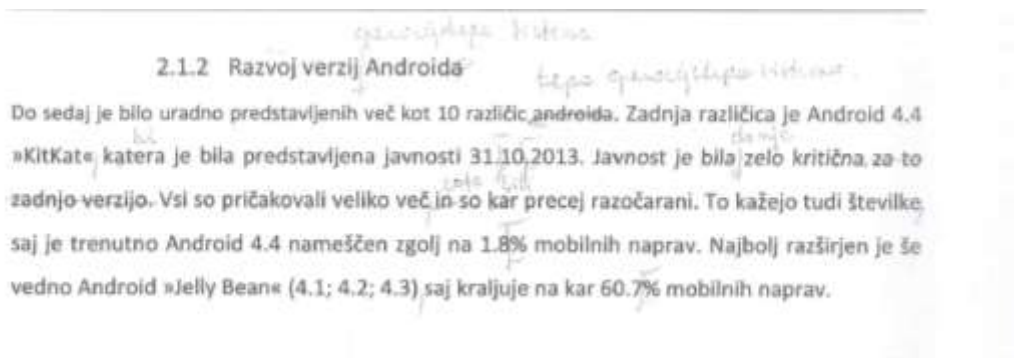 2.1.2 Razvoj verzij Androida
Do sedaj je bilo uradno predstavljenih več kot 10 različic androida. Zadnja različica je Android 4.4
»KitKat« katera je bila predstavljena javnosti 31.10.2013. Javnost je bila zelo kritična za to
zadnjo verzijo. Vsi so pričakovali veliko več in so kar precej razočarani. To kažejo tudi številke
saj je trenutno Android 4.4 nameščen zgolj na 1.8% mobilnih naprav. Najbolj razširjen je še
vedno Android »Jelly Bean« (4.1; 4.2; 4.3) saj kraljuje na kar 60.7% mobilnih naprav.